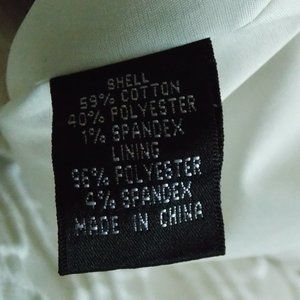 SHELL
59% COTTON
40% POLYESTER
1% SPANDEX
LINING
96% POLYESTER
4% SPANDEX
MADE IN CHINA